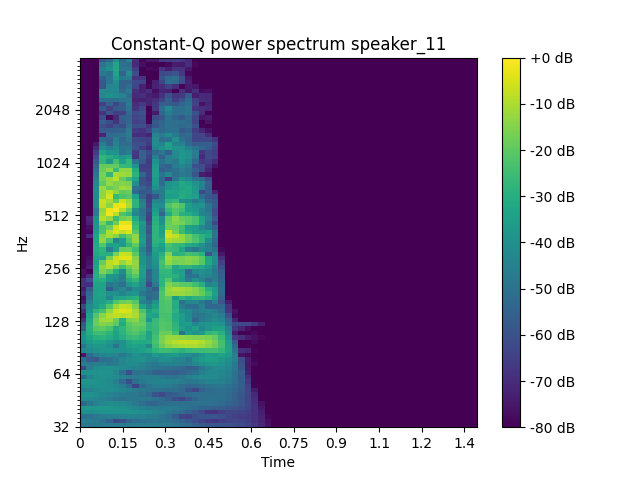 Constant-Q power spectrum speaker_11
+0 dB
-10 dB
-20 dB
-30 dB
-40 dB
-50 dB
-60 dB
-70 dB
-80 dB
Hz
2048
1024
512
256
128
64
32
0 0.15 0.3 0.45 0.6 0.75 0.9 1.1 1.2 1.4
Time